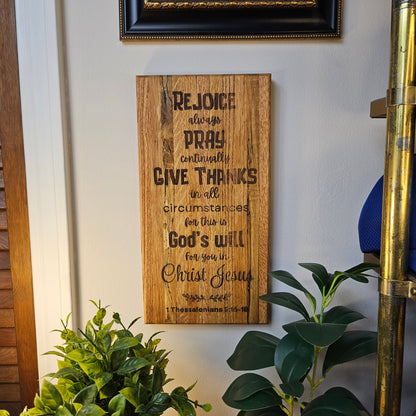 REJOICE
always
PRAY
continually
GIVE THANKS
in all
circumstances
for this is
God's will
for you in
Christ Jesus
1 Thessalonians 5:16-18